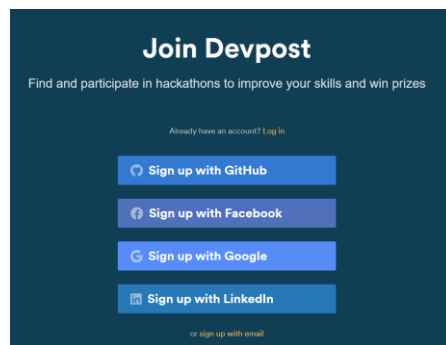 Join Devpost
Find and participate in hackathons to improve your skills and win prizes
Already have an account? Log in
Sign up with GitHub
Sign up with Facebook
Sign up with Google
Sign up with LinkedIn
or sign up with email